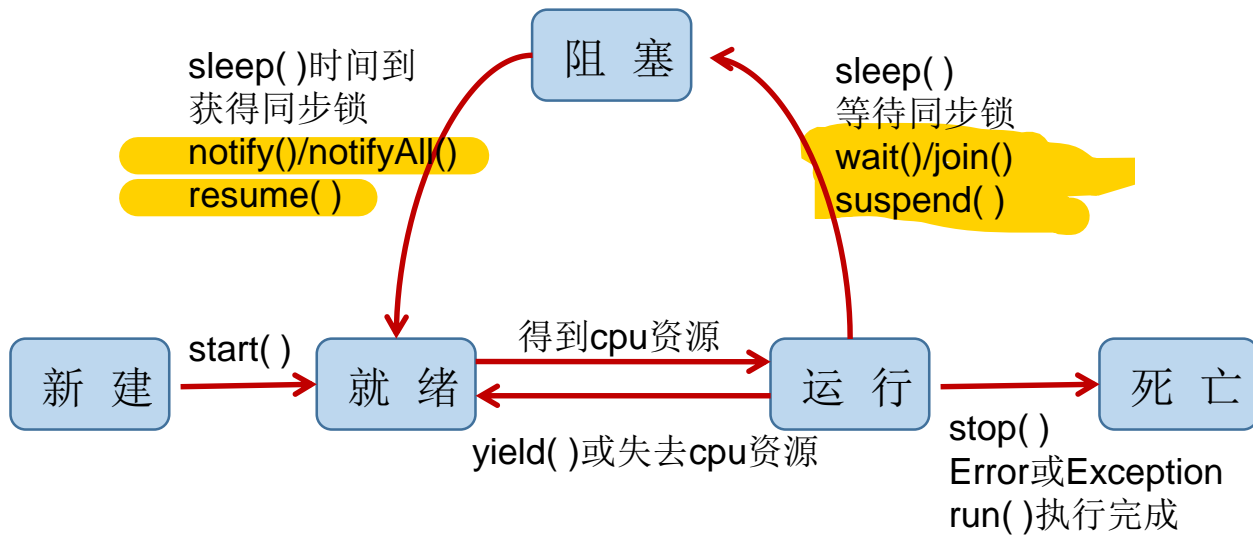 阻 塞
sleep( )时间到
获得同步锁
notify()/notifyAll()
resume( )
sleep( )
等待同步锁
wait()/join()
suspend( )
新 建
start( )
就 绪
得到cpu资源
yield( )或失去cpu资源
运 行
死 亡
stop( )
Error或Exception
run( )执行完成